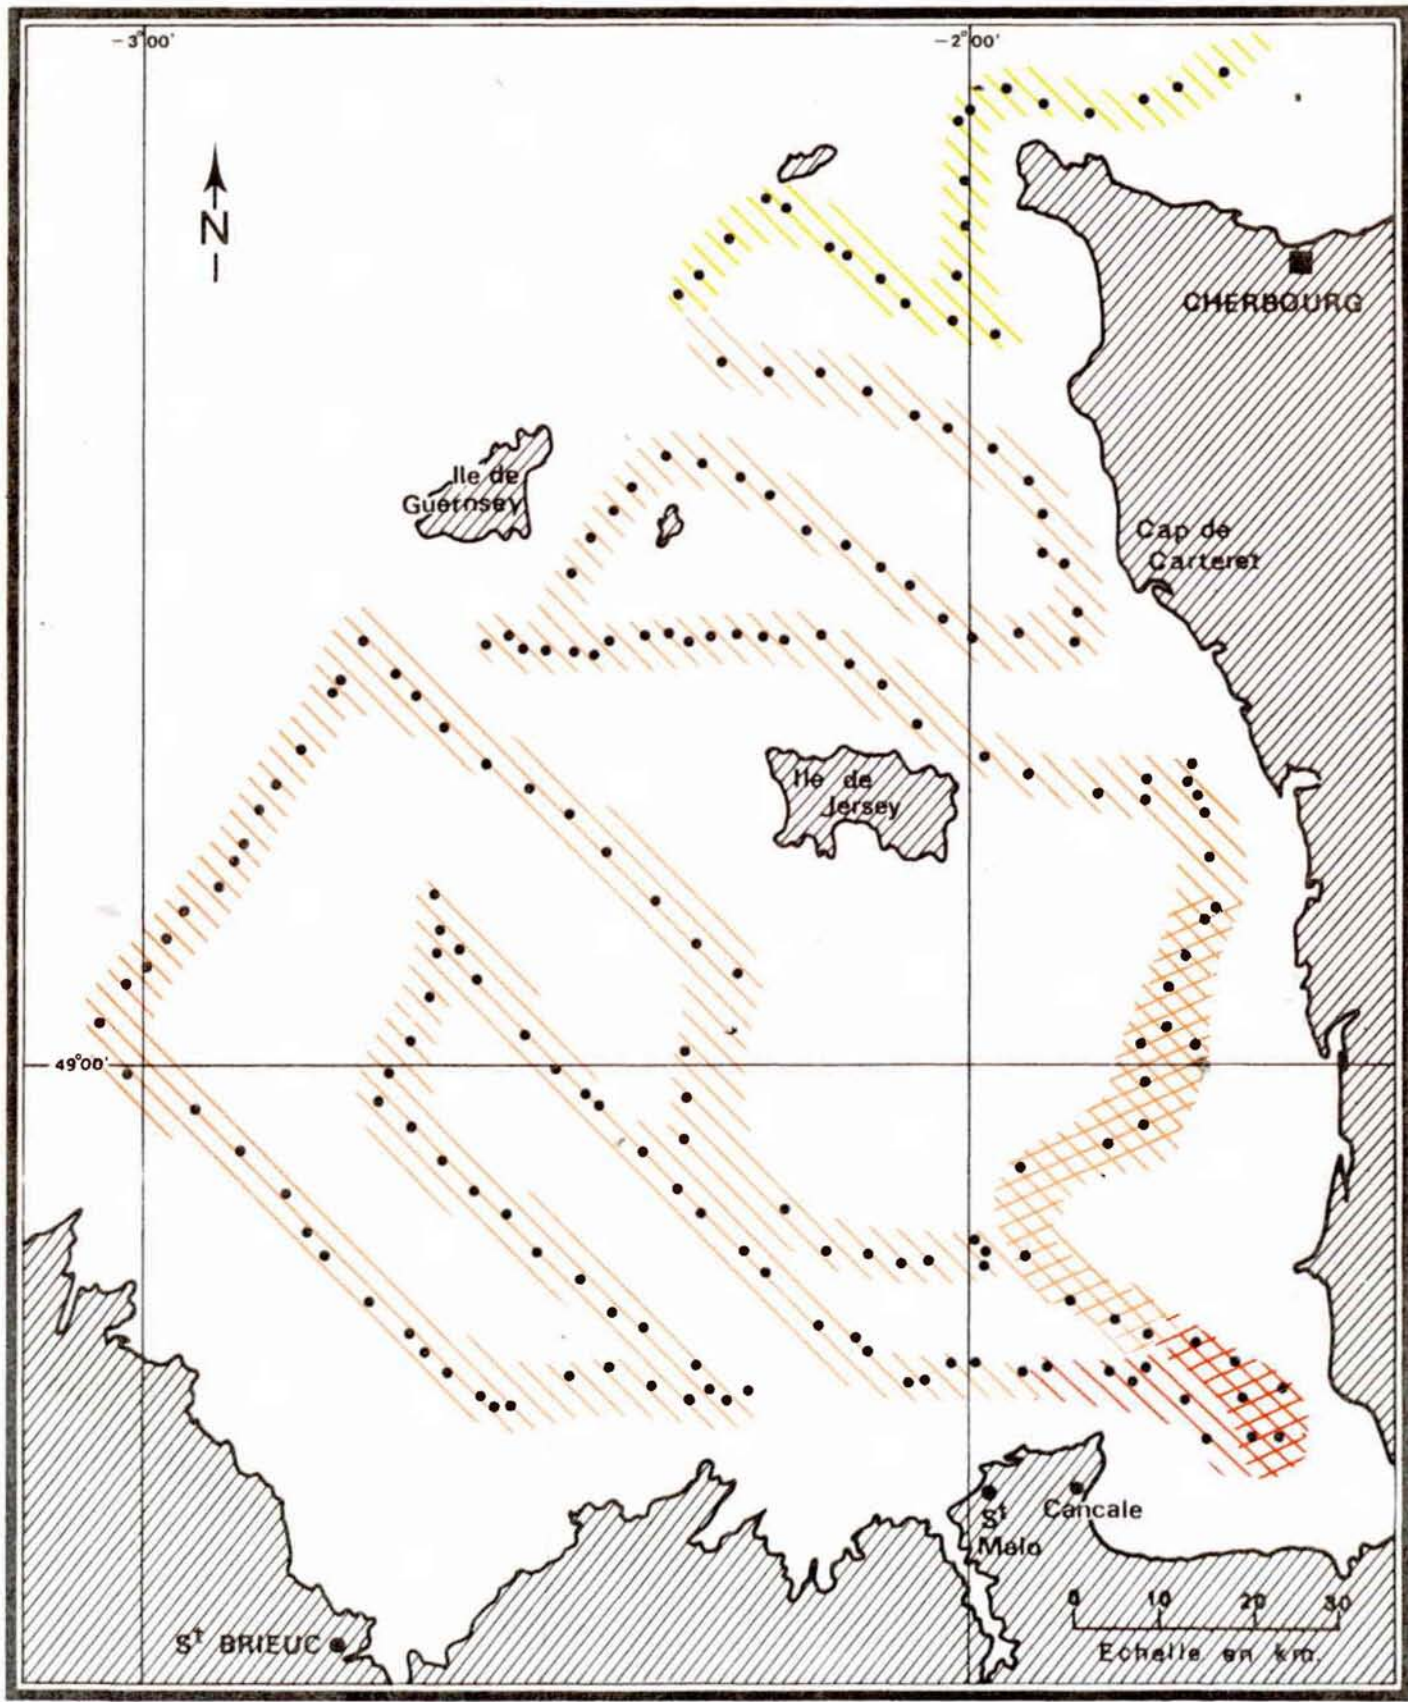 -3°00'
-2°00'
N
CHERBOURG
Ile de
Guernsey
Cap de
Carteret
Ile de
Jersey
49°00'
St
Malo
Cancale
0 10 20 30
Echelle en km.
St BRIEUC